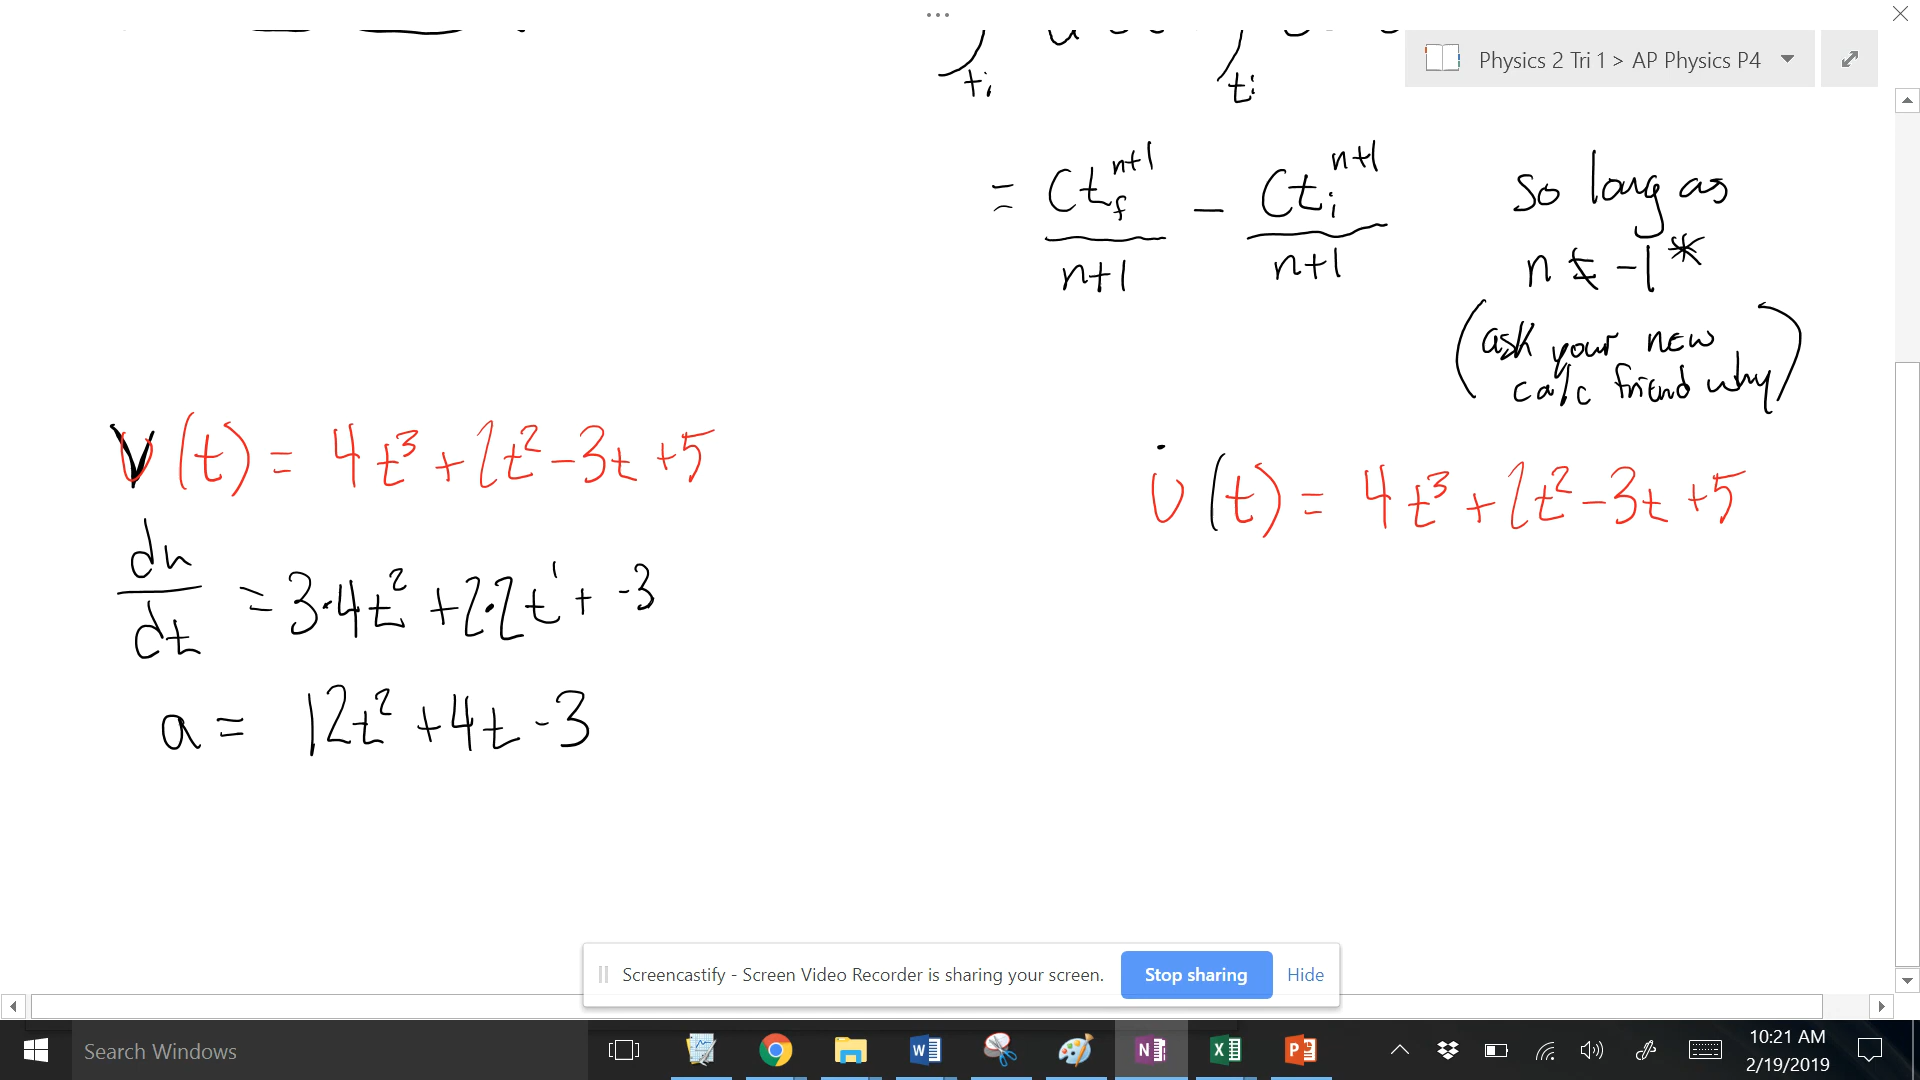 Physics 2 Tri 1 > AP Physics P4
ti
ti
= Ct_f^{n+1}/n+1 - Ct_i^{n+1}/n+1
so long as
n ≠ -1*
(ask your new
calc friend why)
v(t) = 4t³+2t²-3t+5
v(t) = 4t³+2t²-3t+5
= 3·4t²+2·2t¹+ -3
a = 12t²+4t-3
Screencastify - Screen Video Recorder is sharing your screen.
Stop sharing
Hide
Search Windows
10:21 AM
2/19/2019